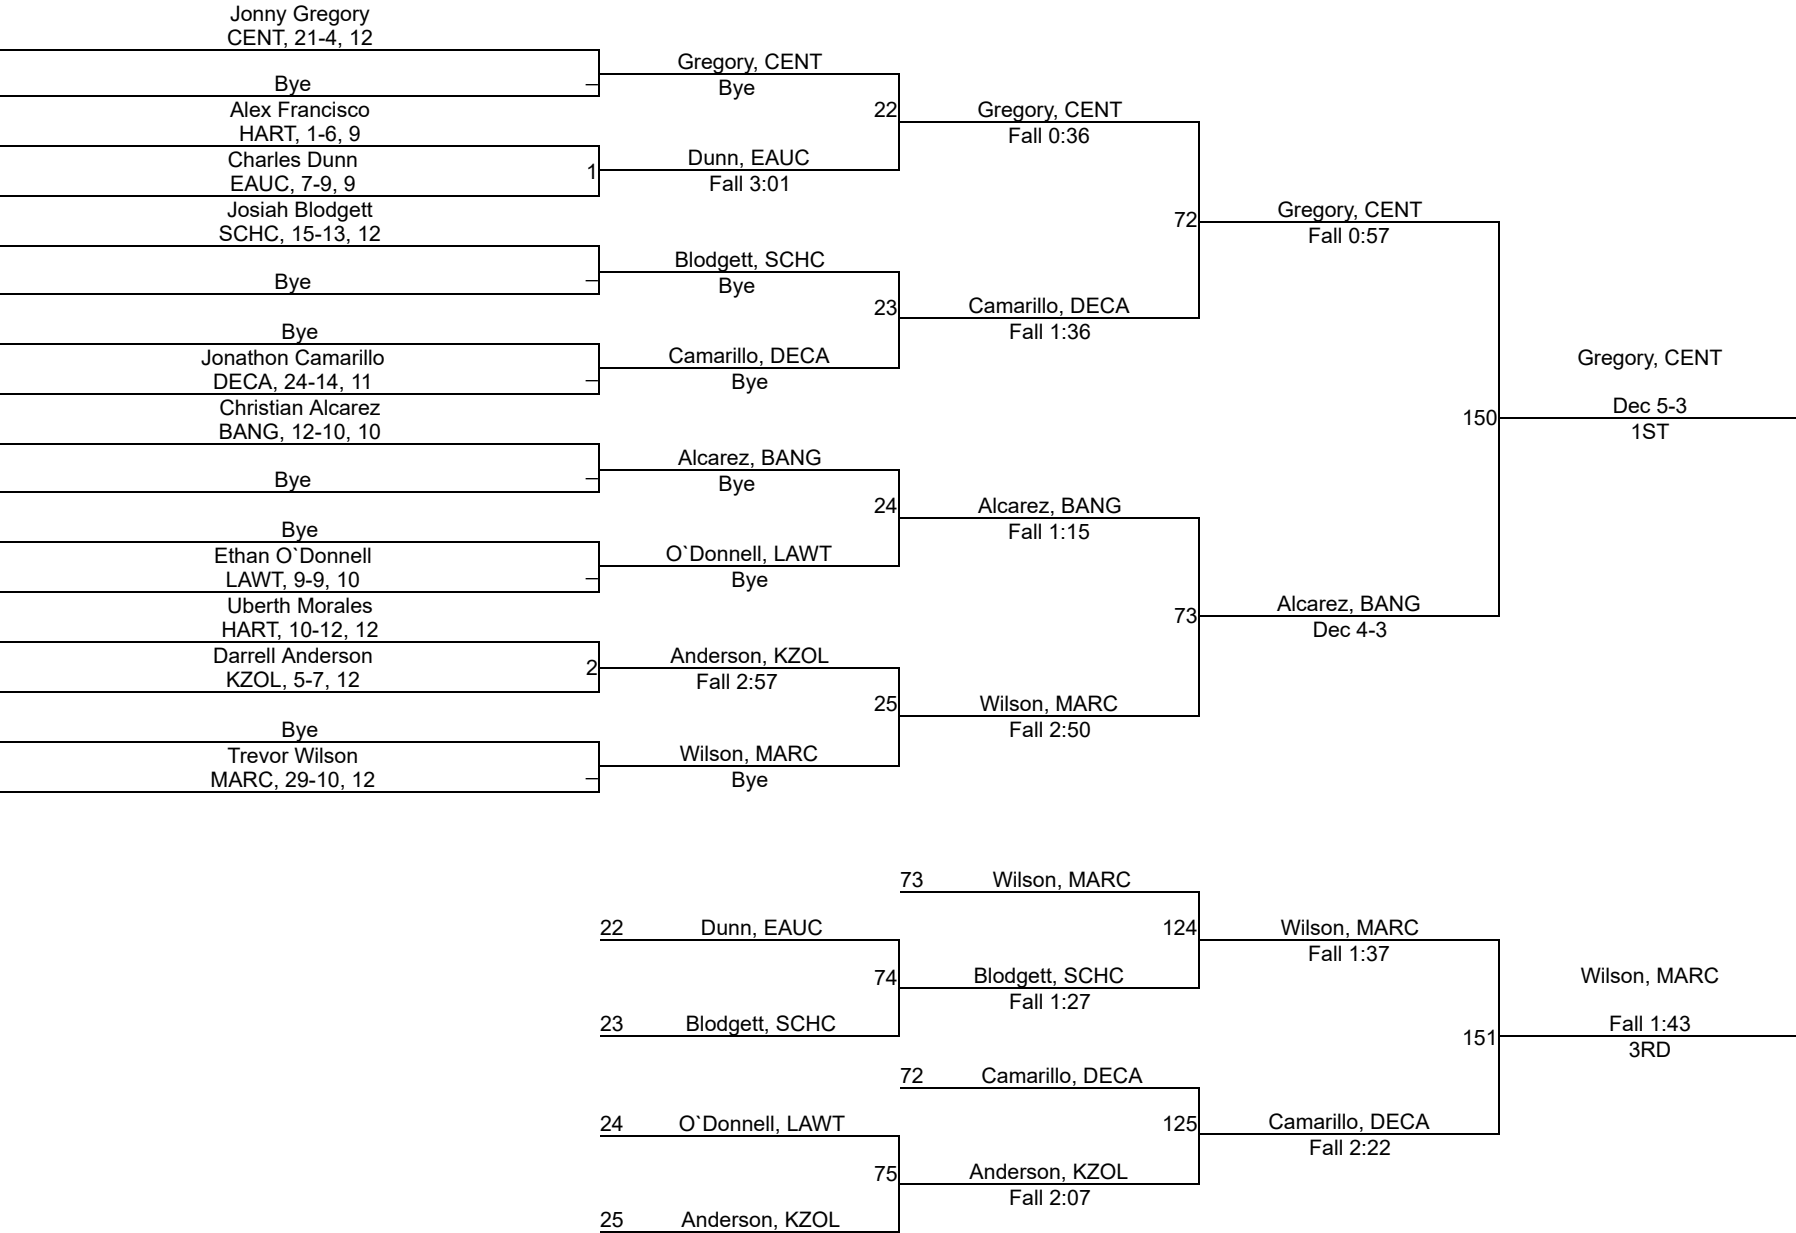 Jonny Gregory
CENT, 21-4, 12
Bye
Alex Francisco
HART, 1-6, 9
Charles Dunn
EAUC, 7-9, 9
1
Josiah Blodgett
SCHC, 15-13, 12
Bye
Bye
Jonathon Camarillo
DECA, 24-14, 11
Christian Alcarez
BANG, 12-10, 10
Bye
Bye
Ethan O`Donnell
LAWT, 9-9, 10
Uberth Morales
HART, 10-12, 12
Darrell Anderson
KZOL, 5-7, 12
2
Bye
Trevor Wilson
MARC, 29-10, 12
Gregory, CENT
Bye
22
Dunn, EAUC
Fall 3:01
Blodgett, SCHC
Bye
23
Camarillo, DECA
Bye
Alcarez, BANG
Bye
24
O`Donnell, LAWT
Bye
Anderson, KZOL
Fall 2:57
25
Wilson, MARC
Bye
Gregory, CENT
Fall 0:36
72
Camarillo, DECA
Fall 1:36
Alcarez, BANG
Fall 1:15
73
Wilson, MARC
Fall 2:50
Gregory, CENT
Fall 0:57
150
Alcarez, BANG
Dec 4-3
Gregory, CENT
Dec 5-3
1ST
73 Wilson, MARC
22 Dunn, EAUC
124
74
Blodgett, SCHC
Fall 1:27
23 Blodgett, SCHC
72 Camarillo, DECA
24 O`Donnell, LAWT
125
75
Anderson, KZOL
Fall 2:07
25 Anderson, KZOL
Wilson, MARC
Fall 1:37
151
Camarillo, DECA
Fall 2:22
Wilson, MARC
Fall 1:43
3RD